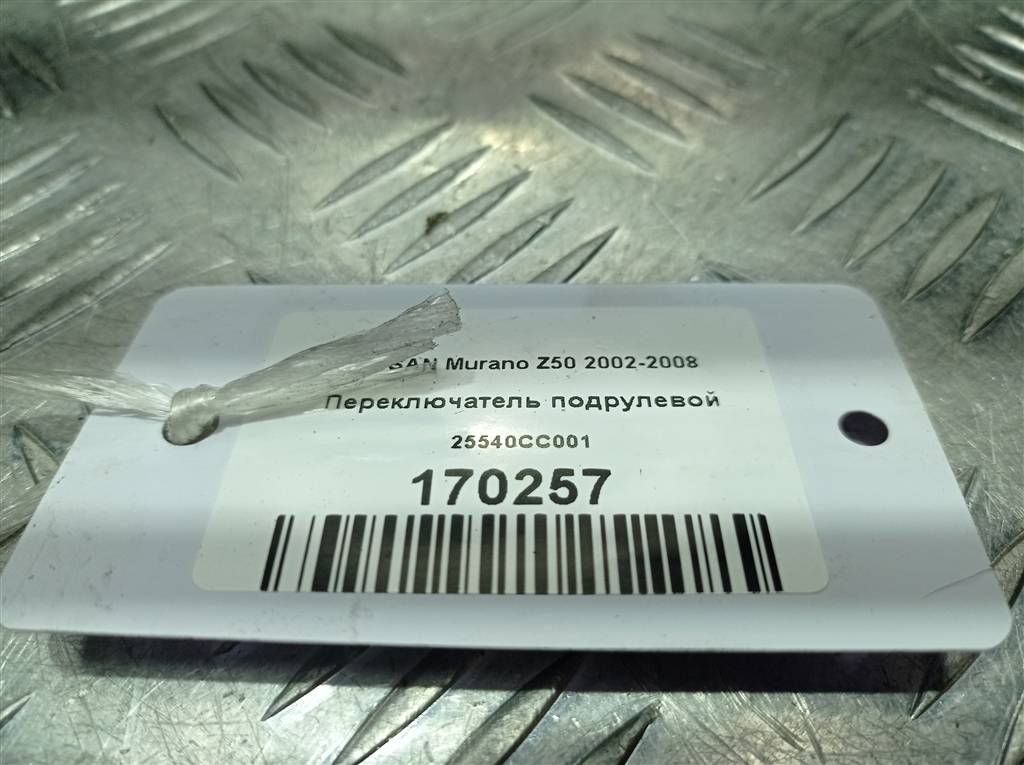 SAN Murano Z50 2002-2008
Переключатель подрулевой
25540CC001
170257